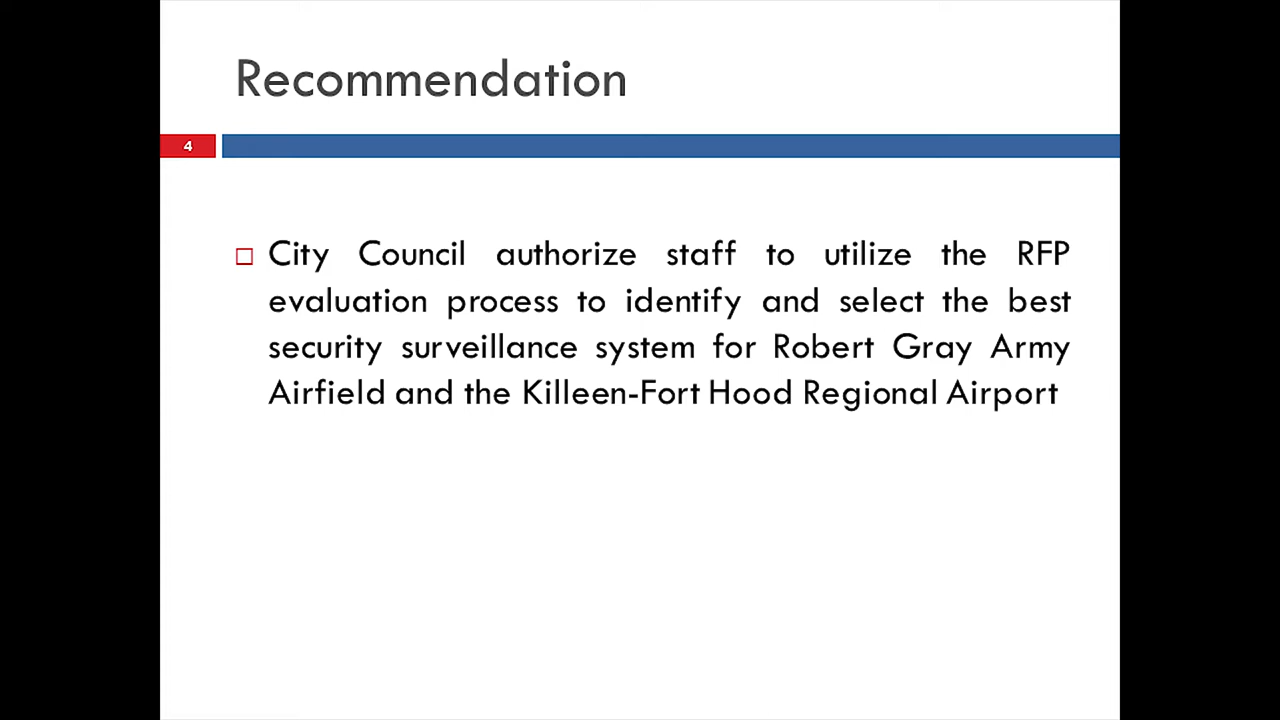 Recommendation
4
City Council authorize staff to utilize the RFP
evaluation process to identify and select the best
security surveillance system for Robert Gray Army
Airfield and the Killeen-Fort Hood Regional Airport